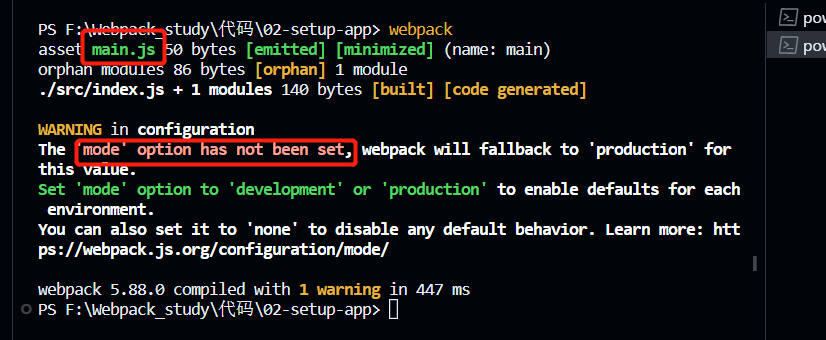 PS F:\Webpack_study\代码\02-setup-app> webpack
asset main.js 50 bytes [emitted] [minimized] (name: main)
orphan modules 86 bytes [orphan] 1 module
./src/index.js + 1 modules 140 bytes [built] [code generated]
WARNING in configuration
The 'mode' option has not been set, webpack will fallback to 'production' for
this value.
Set 'mode' option to 'development' or 'production' to enable defaults for each
environment.
You can also set it to 'none' to disable any default behavior. Learn more: htt
ps://webpack.js.org/configuration/mode/
webpack 5.88.0 compiled with 1 warning in 447 ms
PS F:\Webpack_study\代码\02-setup-app>
pow
pow